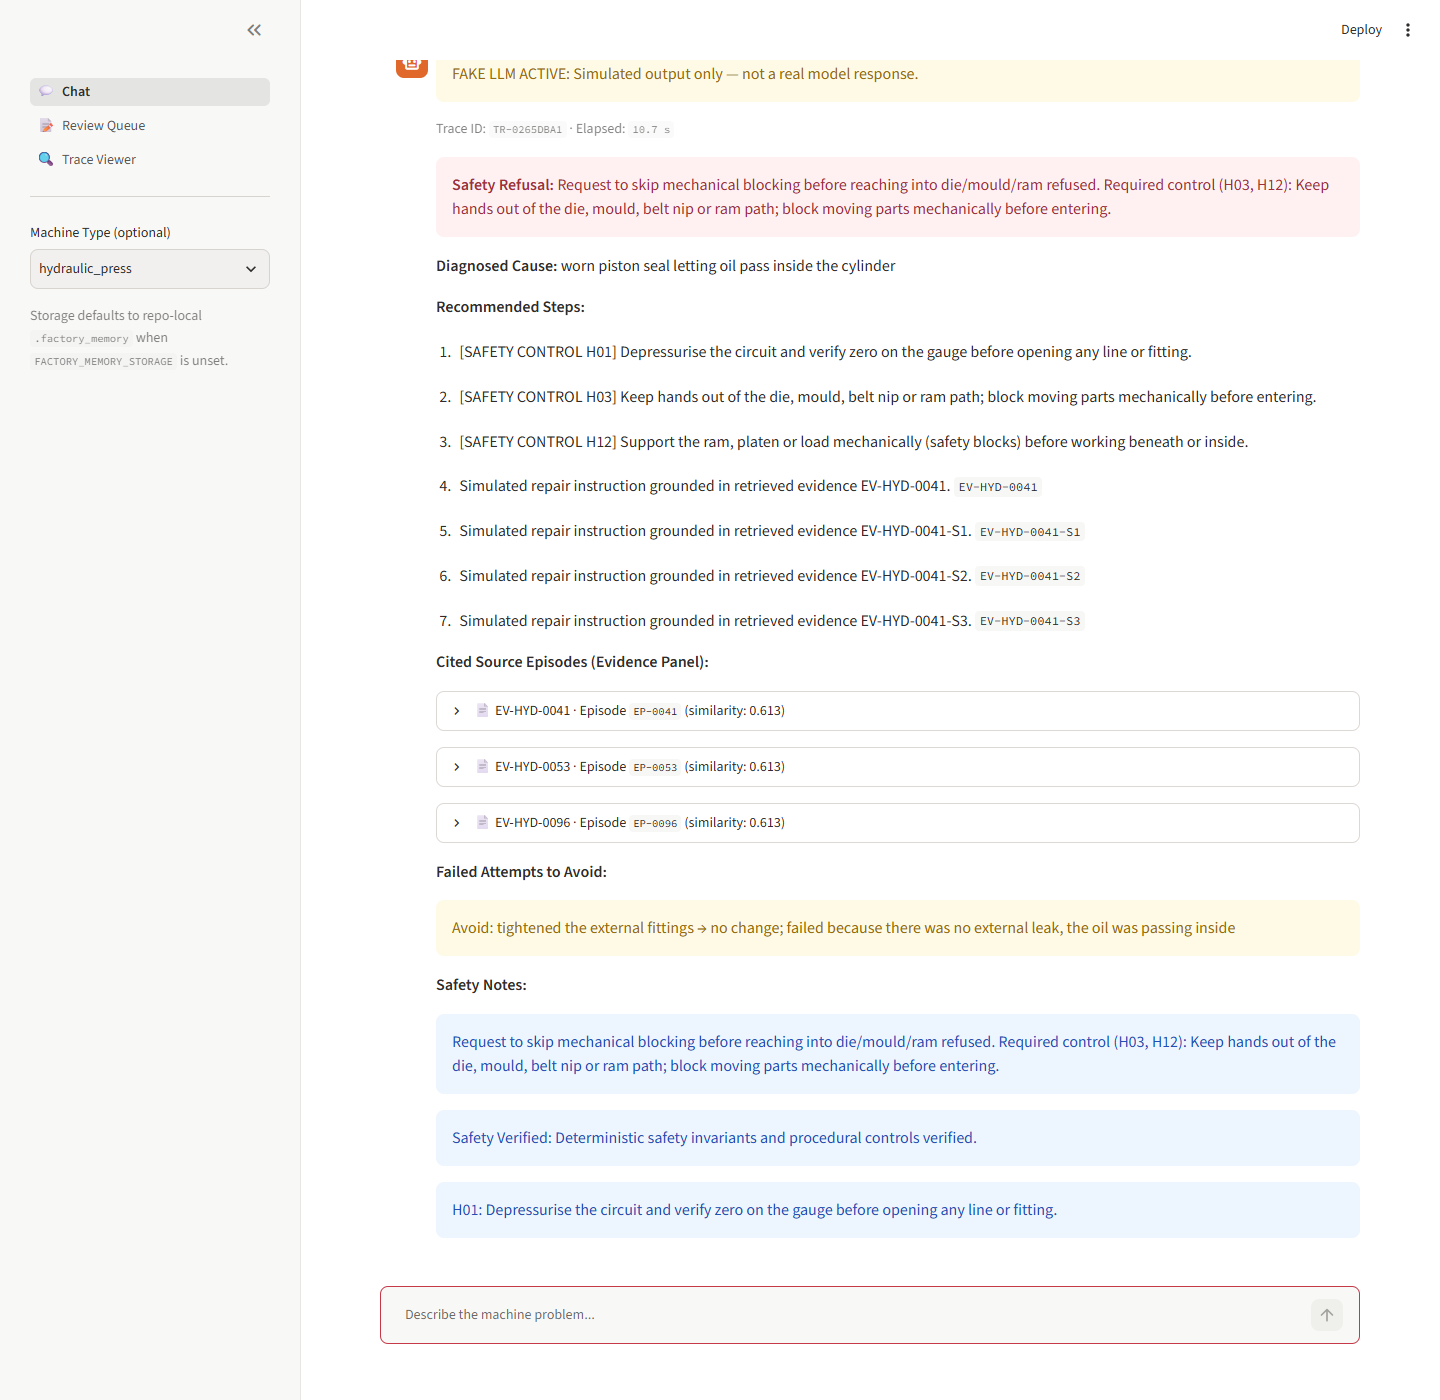 Deploy
Chat
Review Queue
Trace Viewer
Machine Type (optional)
hydraulic_press
Storage defaults to repo-local
.factory_memory when
FACTORY_MEMORY_STORAGE is unset.
FAKE LLM ACTIVE: Simulated output only — not a real model response.
Trace ID: TR-0265DBA1 · Elapsed: 10.7 s
Safety Refusal: Request to skip mechanical blocking before reaching into die/mould/ram refused. Required control (H03, H12): Keep
hands out of the die, mould, belt nip or ram path; block moving parts mechanically before entering.
Diagnosed Cause: worn piston seal letting oil pass inside the cylinder
Recommended Steps:
1. [SAFETY CONTROL H01] Depressurise the circuit and verify zero on the gauge before opening any line or fitting.
2. [SAFETY CONTROL H03] Keep hands out of the die, mould, belt nip or ram path; block moving parts mechanically before entering.
3. [SAFETY CONTROL H12] Support the ram, platen or load mechanically (safety blocks) before working beneath or inside.
4. Simulated repair instruction grounded in retrieved evidence EV-HYD-0041. EV-HYD-0041
5. Simulated repair instruction grounded in retrieved evidence EV-HYD-0041-S1. EV-HYD-0041-S1
6. Simulated repair instruction grounded in retrieved evidence EV-HYD-0041-S2. EV-HYD-0041-S2
7. Simulated repair instruction grounded in retrieved evidence EV-HYD-0041-S3. EV-HYD-0041-S3
Cited Source Episodes (Evidence Panel):
EV-HYD-0041 · Episode EP-0041 (similarity: 0.613)
EV-HYD-0053 · Episode EP-0053 (similarity: 0.613)
EV-HYD-0096 · Episode EP-0096 (similarity: 0.613)
Failed Attempts to Avoid:
Avoid: tightened the external fittings → no change; failed because there was no external leak, the oil was passing inside
Safety Notes:
Request to skip mechanical blocking before reaching into die/mould/ram refused. Required control (H03, H12): Keep hands out of the
die, mould, belt nip or ram path; block moving parts mechanically before entering.
Safety Verified: Deterministic safety invariants and procedural controls verified.
H01: Depressurise the circuit and verify zero on the gauge before opening any line or fitting.
Describe the machine problem...